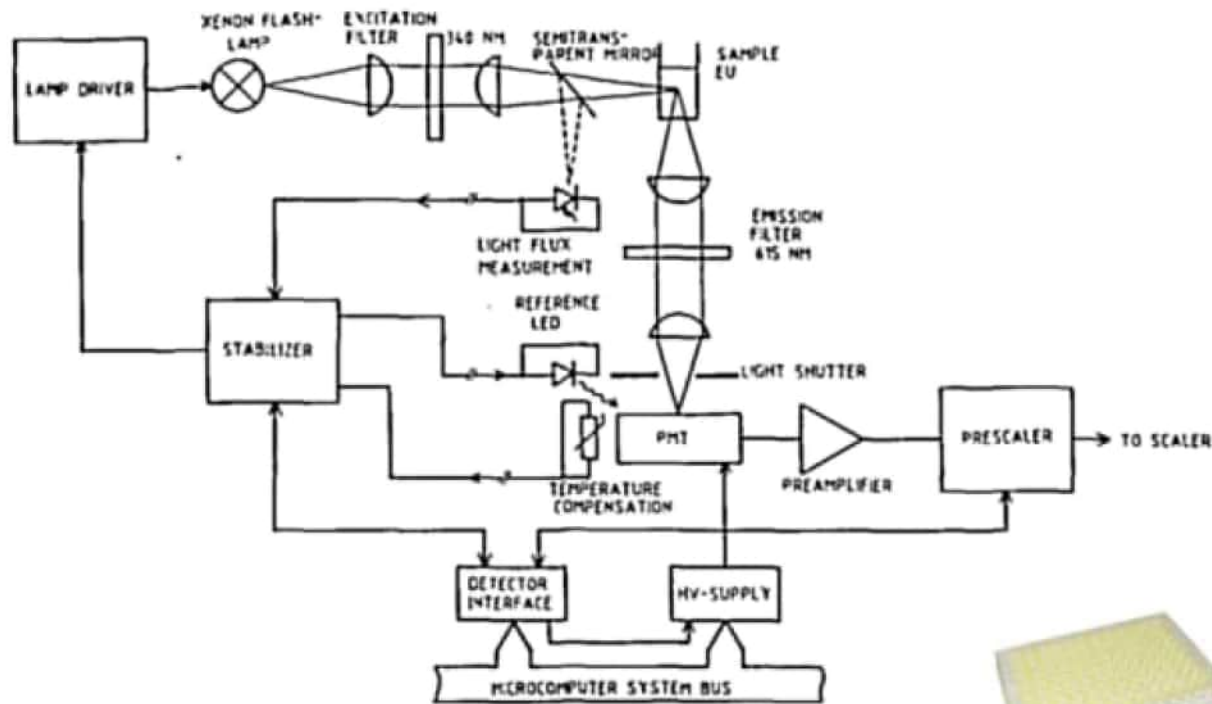 XENON FLASH-
LAMP
EXCITATION
FILTER
340 NM
SEMITRANS-
PARENT MIRROR
SAMPLE
EU
LAMP DRIVER
LIGHT FLUX
MEASUREMENT
EMISSION
FILTER
615 NM
REFERENCE
LED
STABILIZER
LIGHT SHUTTER
PMT
PREAMPLIFIER
PRESCALER
TO SCALER
TEMPERATURE
COMPENSATION
DETECTOR
INTERFACE
HV-SUPPLY
MICROCOMPUTER SYSTEM BUS